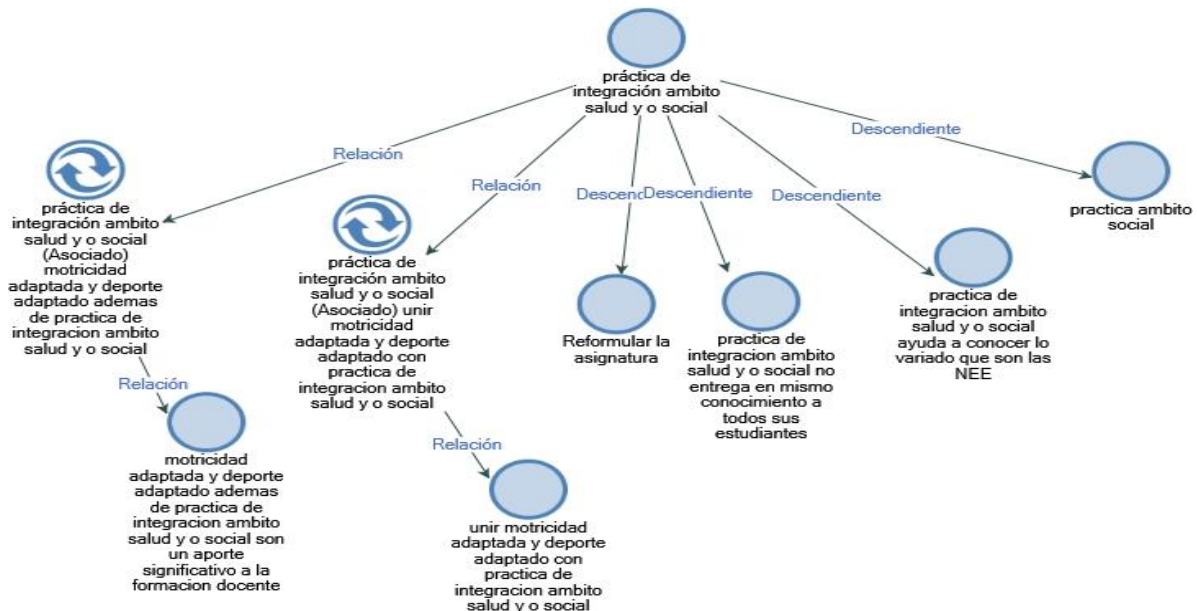 práctica de
integración ambito
salud y o social
Relación
Relación
Descendiente
Descendiente
Descendiente
práctica de
integración ambito
salud y o social
(Asociado)
motricidad
adaptada y deporte
adaptado ademas
de practica de
integracion ambito
salud y o social
práctica de
integración ambito
salud y o social
(Asociado) unir
motricidad
adaptada y deporte
adaptado con
practica de
integracion ambito
salud y o social
Reformular la
asignatura
practica de
integracion ambito
salud y o social no
entrega en mismo
conocimiento a
todos sus
estudiantes
practica de
integracion ambito
salud y o social
ayuda a conocer lo
variado que son las
NEE
practica ambito
social
Relación
motricidad
adaptada y deporte
adaptado ademas
de practica de
integracion ambito
salud y o social son
un aporte
significativo a la
formacion docente
Relación
unir motricidad
adaptada y deporte
adaptado con
practica de
integracion ambito
salud y o social